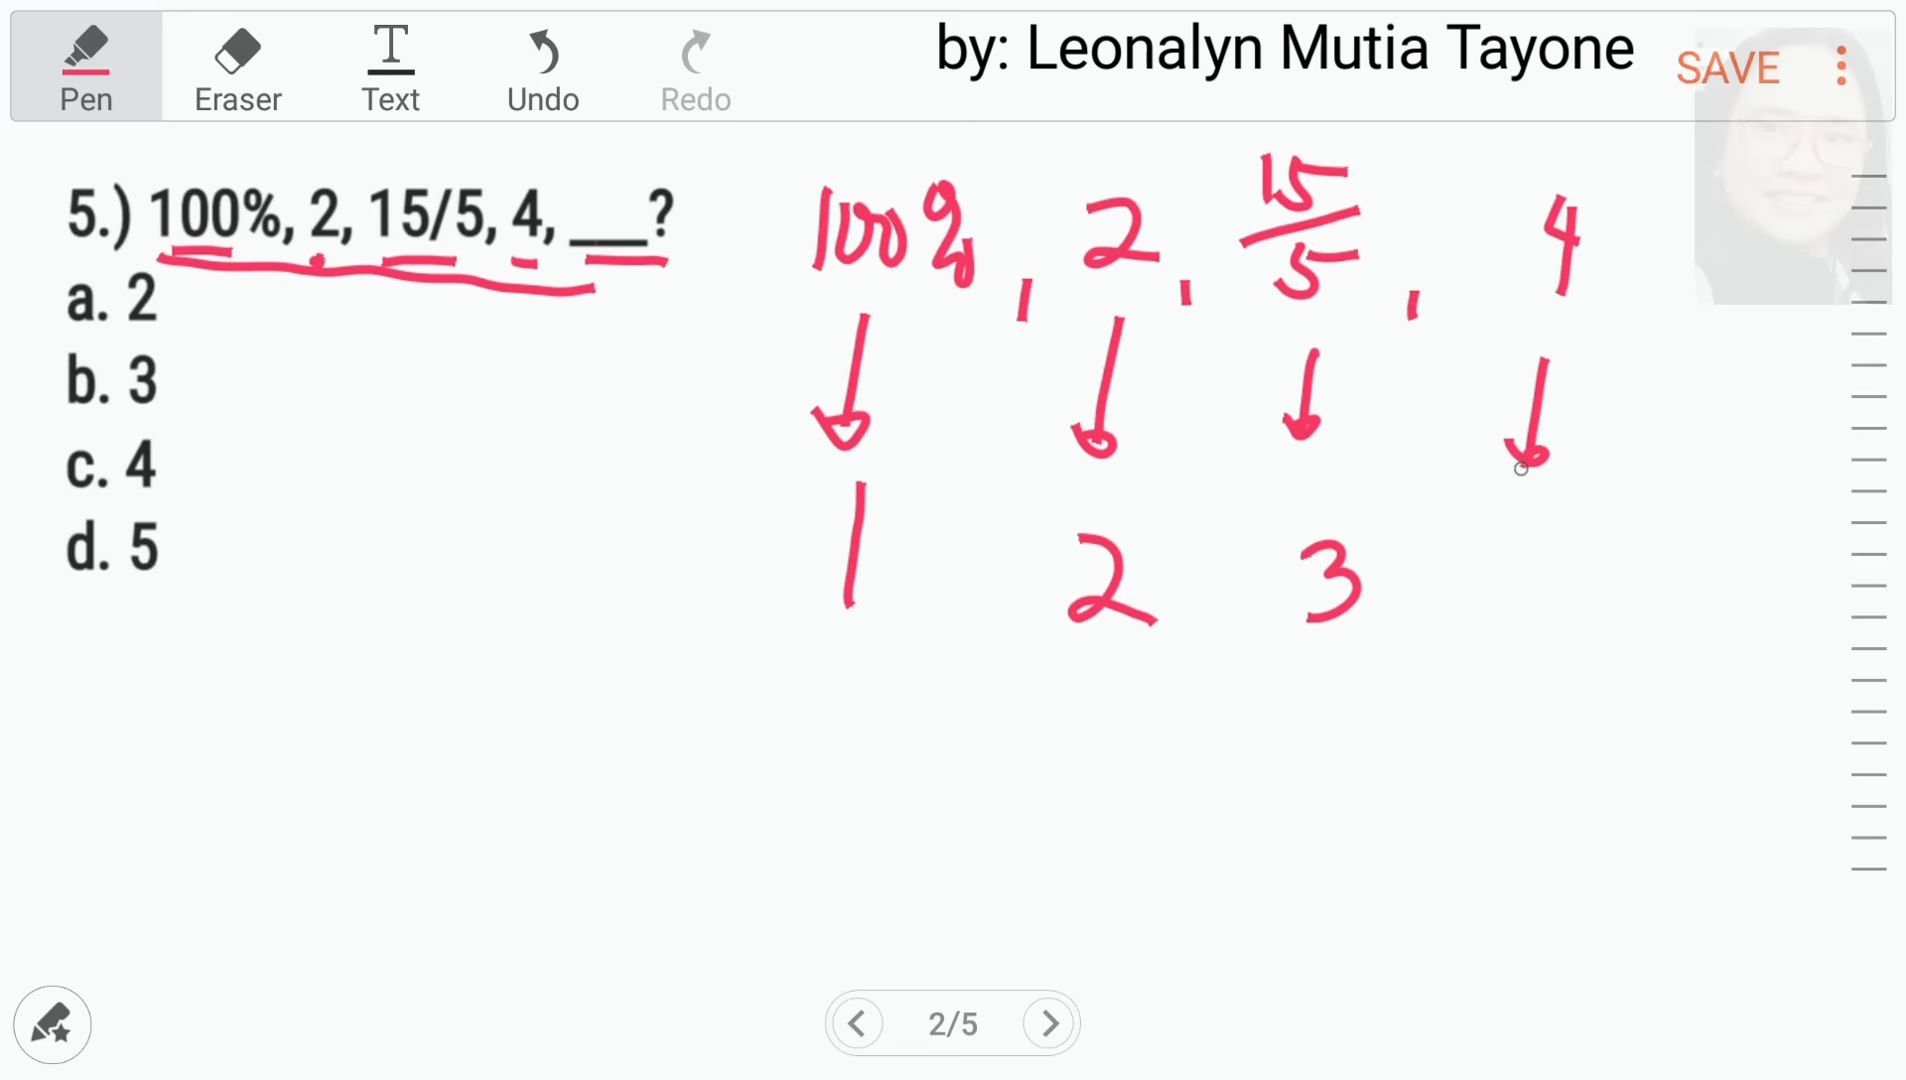 by: Leonalyn Mutia Tayone
SAVE
Pen Eraser Text Undo Redo
5.) 100%, 2, 15/5, 4, ___?
a. 2
b. 3
c. 4
d. 5
100%, 2, 15/5, 4
1 2 3
2/5